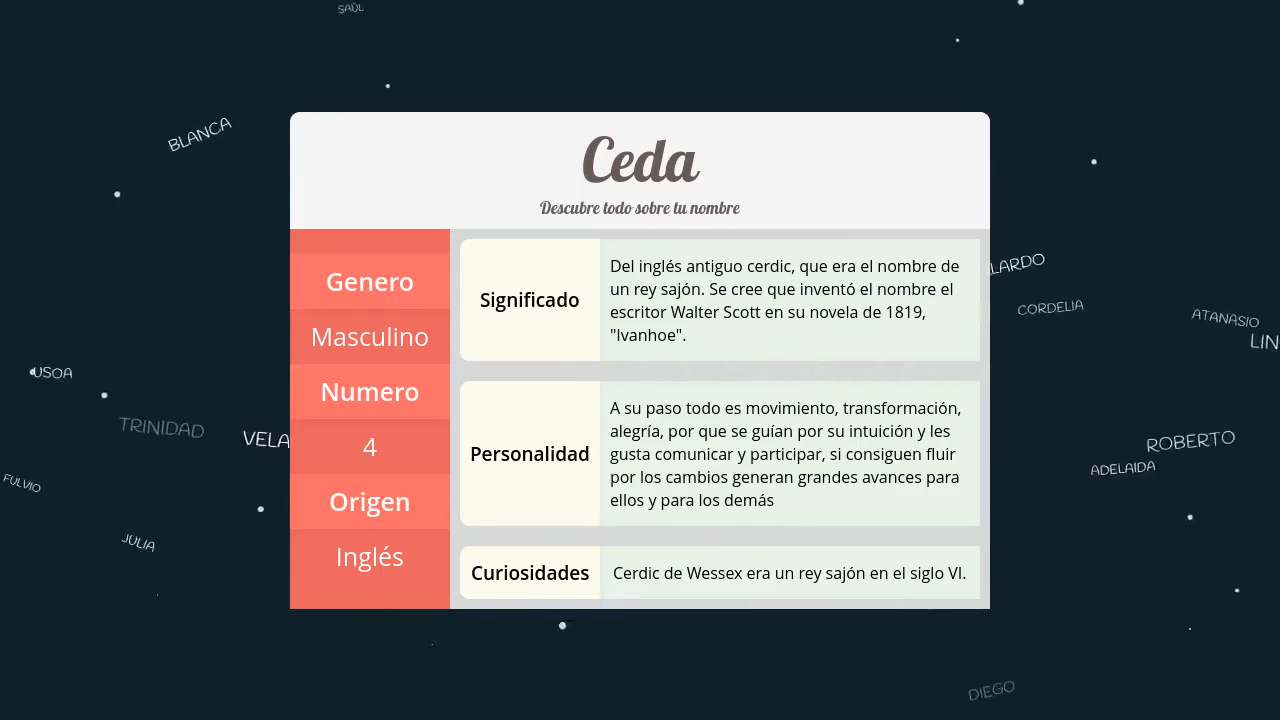 SAÚL
BLANCA
Ceda
Descubre todo sobre tu nombre
Genero
Masculino
Numero
4
Origen
Inglés
Significado
Del inglés antiguo cerdic, que era el nombre de
un rey sajón. Se cree que inventó el nombre el
escritor Walter Scott en su novela de 1819,
"Ivanhoe".
Personalidad
A su paso todo es movimiento, transformación,
alegría, por que se guían por su intuición y les
gusta comunicar y participar, si consiguen fluir
por los cambios generan grandes avances para
ellos y para los demás
Curiosidades
Cerdic de Wessex era un rey sajón en el siglo VI.
LARDO
CORDELIA
ATANASIO
LIN
USOA
TRINIDAD
VELA
ROBERTO
ADELAIDA
FULVIO
JULIA
DIEGO